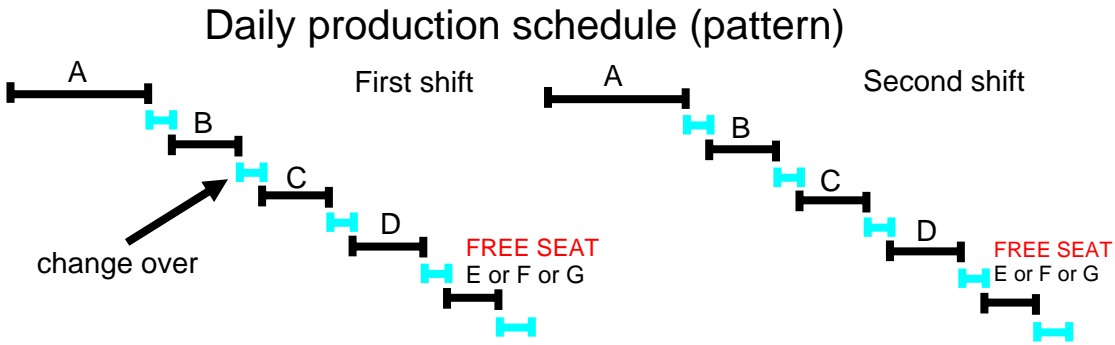 Daily production schedule (pattern)
A
First shift
B
C
D
change over
FREE SEAT
E or F or G
A
Second shift
B
C
D
FREE SEAT
E or F or G